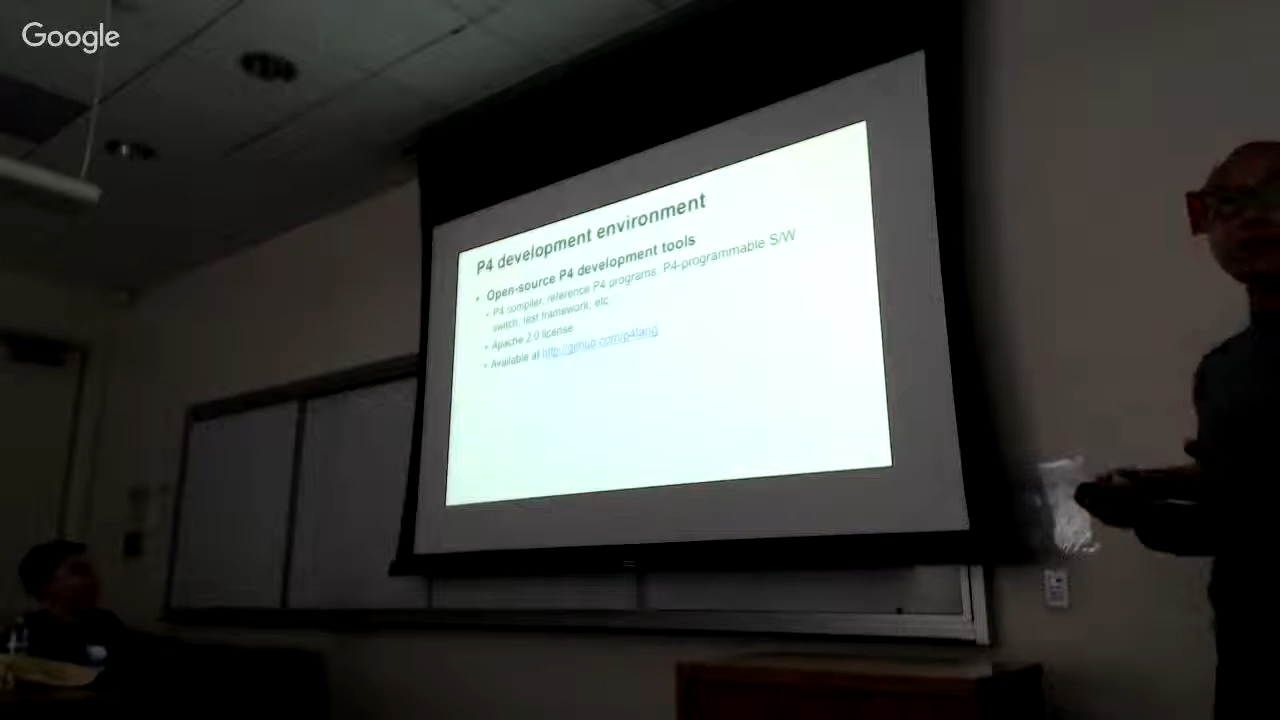 Google
P4 development environment
• Open-source P4 development tools
• P4 compiler, reference P4 programs, P4-programmable S/W
switch, test framework, etc
• Apache 2.0 license
• Available at http://github.com/p4lang